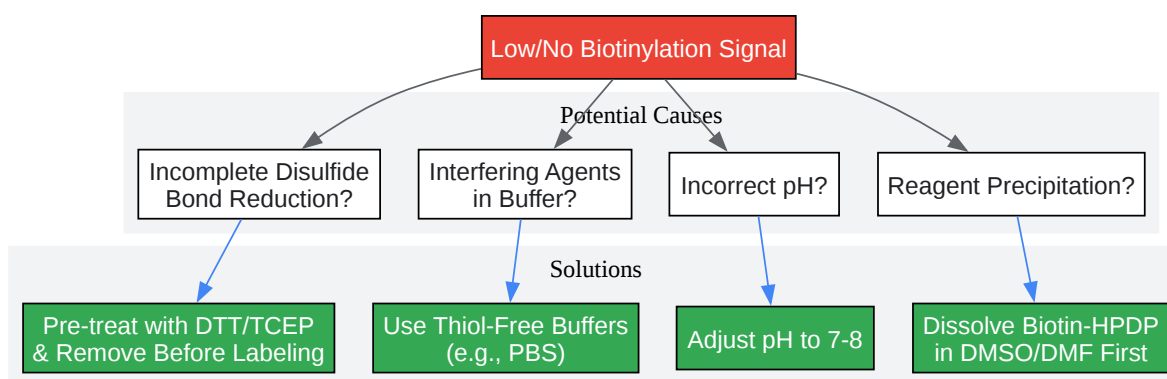 Low/No Biotinylation Signal
Potential Causes
Incomplete Disulfide
Bond Reduction?
Interfering Agents
in Buffer?
Incorrect pH?
Reagent Precipitation?
Solutions
Pre-treat with DTT/TCEP
& Remove Before Labeling
Use Thiol-Free Buffers
(e.g., PBS)
Adjust pH to 7-8
Dissolve Biotin-HPDP
in DMSO/DMF First